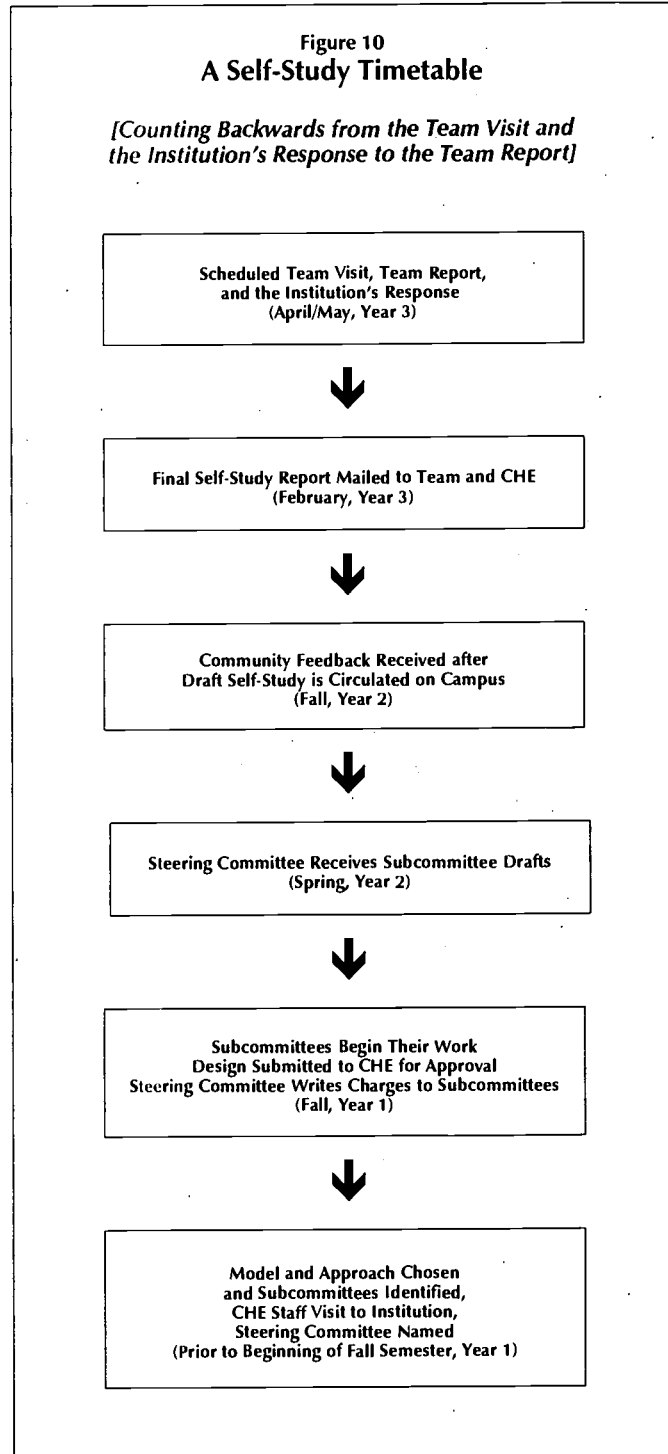 Figure 10
A Self-Study Timetable
[Counting Backwards from the Team Visit and
the Institution's Response to the Team Report]
Scheduled Team Visit, Team Report,
and the Institution's Response
(April/May, Year 3)
Final Self-Study Report Mailed to Team and CHE
(February, Year 3)
Community Feedback Received after
Draft Self-Study is Circulated on Campus
(Fall, Year 2)
Steering Committee Receives Subcommittee Drafts
(Spring, Year 2)
Subcommittees Begin Their Work
Design Submitted to CHE for Approval
Steering Committee Writes Charges to Subcommittees
(Fall, Year 1)
Model and Approach Chosen
and Subcommittees Identified,
CHE Staff Visit to Institution,
Steering Committee Named
(Prior to Beginning of Fall Semester, Year 1)